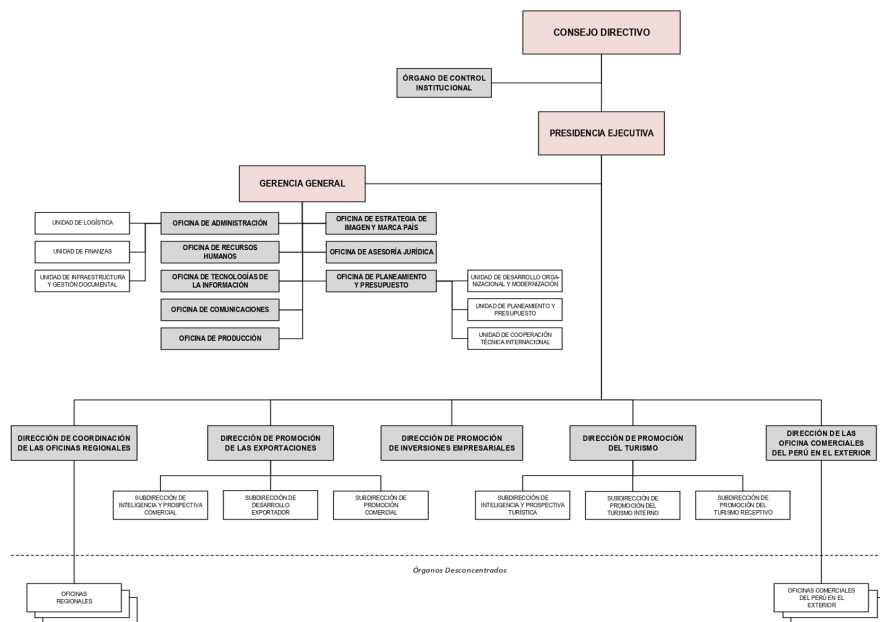 CONSEJO DIRECTIVO
ÓRGANO DE CONTROL
INSTITUCIONAL
PRESIDENCIA EJECUTIVA
GERENCIA GENERAL
UNIDAD DE LOGÍSTICA
OFICINA DE ADMINISTRACIÓN
OFICINA DE ESTRATEGIA DE
IMAGEN Y MARCA PAÍS
UNIDAD DE FINANZAS
OFICINA DE RECURSOS
HUMANOS
OFICINA DE ASESORÍA JURÍDICA
UNIDAD DE INFRAESTRUCTURA
Y GESTIÓN DOCUMENTAL
OFICINA DE TECNOLOGÍAS DE
LA INFORMACIÓN
OFICINA DE PLANEAMIENTO
Y PRESUPUESTO
UNIDAD DE DESARROLLO ORGA-
NIZACIONAL Y MODERNIZACIÓN
OFICINA DE COMUNICACIONES
UNIDAD DE PLANEAMIENTO Y
PRESUPUESTO
OFICINA DE PRODUCCIÓN
UNIDAD DE COOPERACIÓN
TÉCNICA INTERNACIONAL
DIRECCIÓN DE COORDINACIÓN
DE LAS OFICINAS REGIONALES
DIRECCIÓN DE PROMOCIÓN
DE LAS EXPORTACIONES
DIRECCIÓN DE PROMOCIÓN
DE INVERSIONES EMPRESARIALES
DIRECCIÓN DE PROMOCIÓN
DEL TURISMO
DIRECCIÓN DE LAS
OFICINA COMERCIALES
DEL PERÚ EN EL EXTERIOR
SUBDIRECCIÓN DE
INTELIGENCIA Y PROSPECTIVA
COMERCIAL
SUBDIRECCIÓN DE
DESARROLLO
EXPORTADOR
SUBDIRECCIÓN DE
PROMOCIÓN
COMERCIAL
SUBDIRECCIÓN DE
INTELIGENCIA Y PROSPECTIVA
TURÍSTICA
SUBDIRECCIÓN DE
PROMOCIÓN DEL
TURISMO INTERNO
SUBDIRECCIÓN DE
PROMOCIÓN DEL
TURISMO RECEPTIVO
Órganos Desconcentrados
OFICINAS
REGIONALES
OFICINAS COMERCIALES
DEL PERÚ EN EL
EXTERIOR